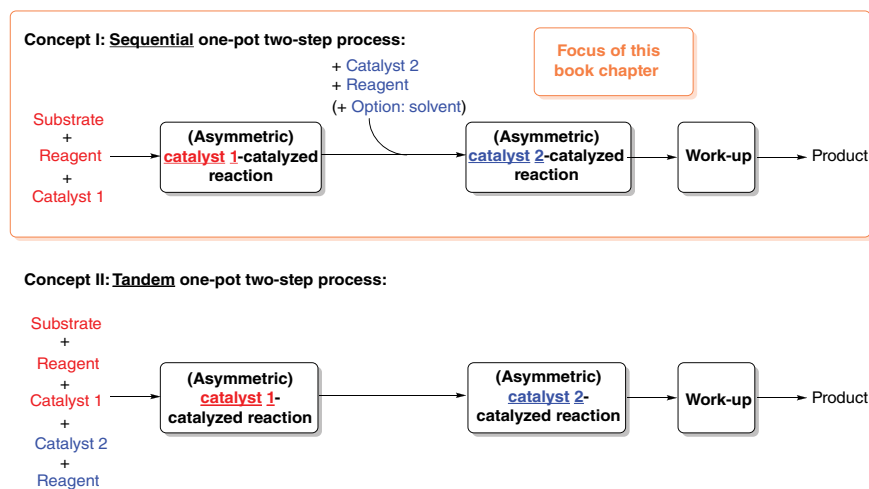 Concept I: Sequential one-pot two-step process:
Focus of this
book chapter
+ Catalyst 2
+ Reagent
(+ Option: solvent)
Substrate
+
Reagent
+
Catalyst 1
(Asymmetric)
catalyst 1-catalyzed
reaction
(Asymmetric)
catalyst 2-catalyzed
reaction
Work-up
Product
Concept II: Tandem one-pot two-step process:
Substrate
+
Reagent
+
Catalyst 1
+
Catalyst 2
+
Reagent
(Asymmetric)
catalyst 1-
catalyzed reaction
(Asymmetric)
catalyst 2-
catalyzed reaction
Work-up
Product